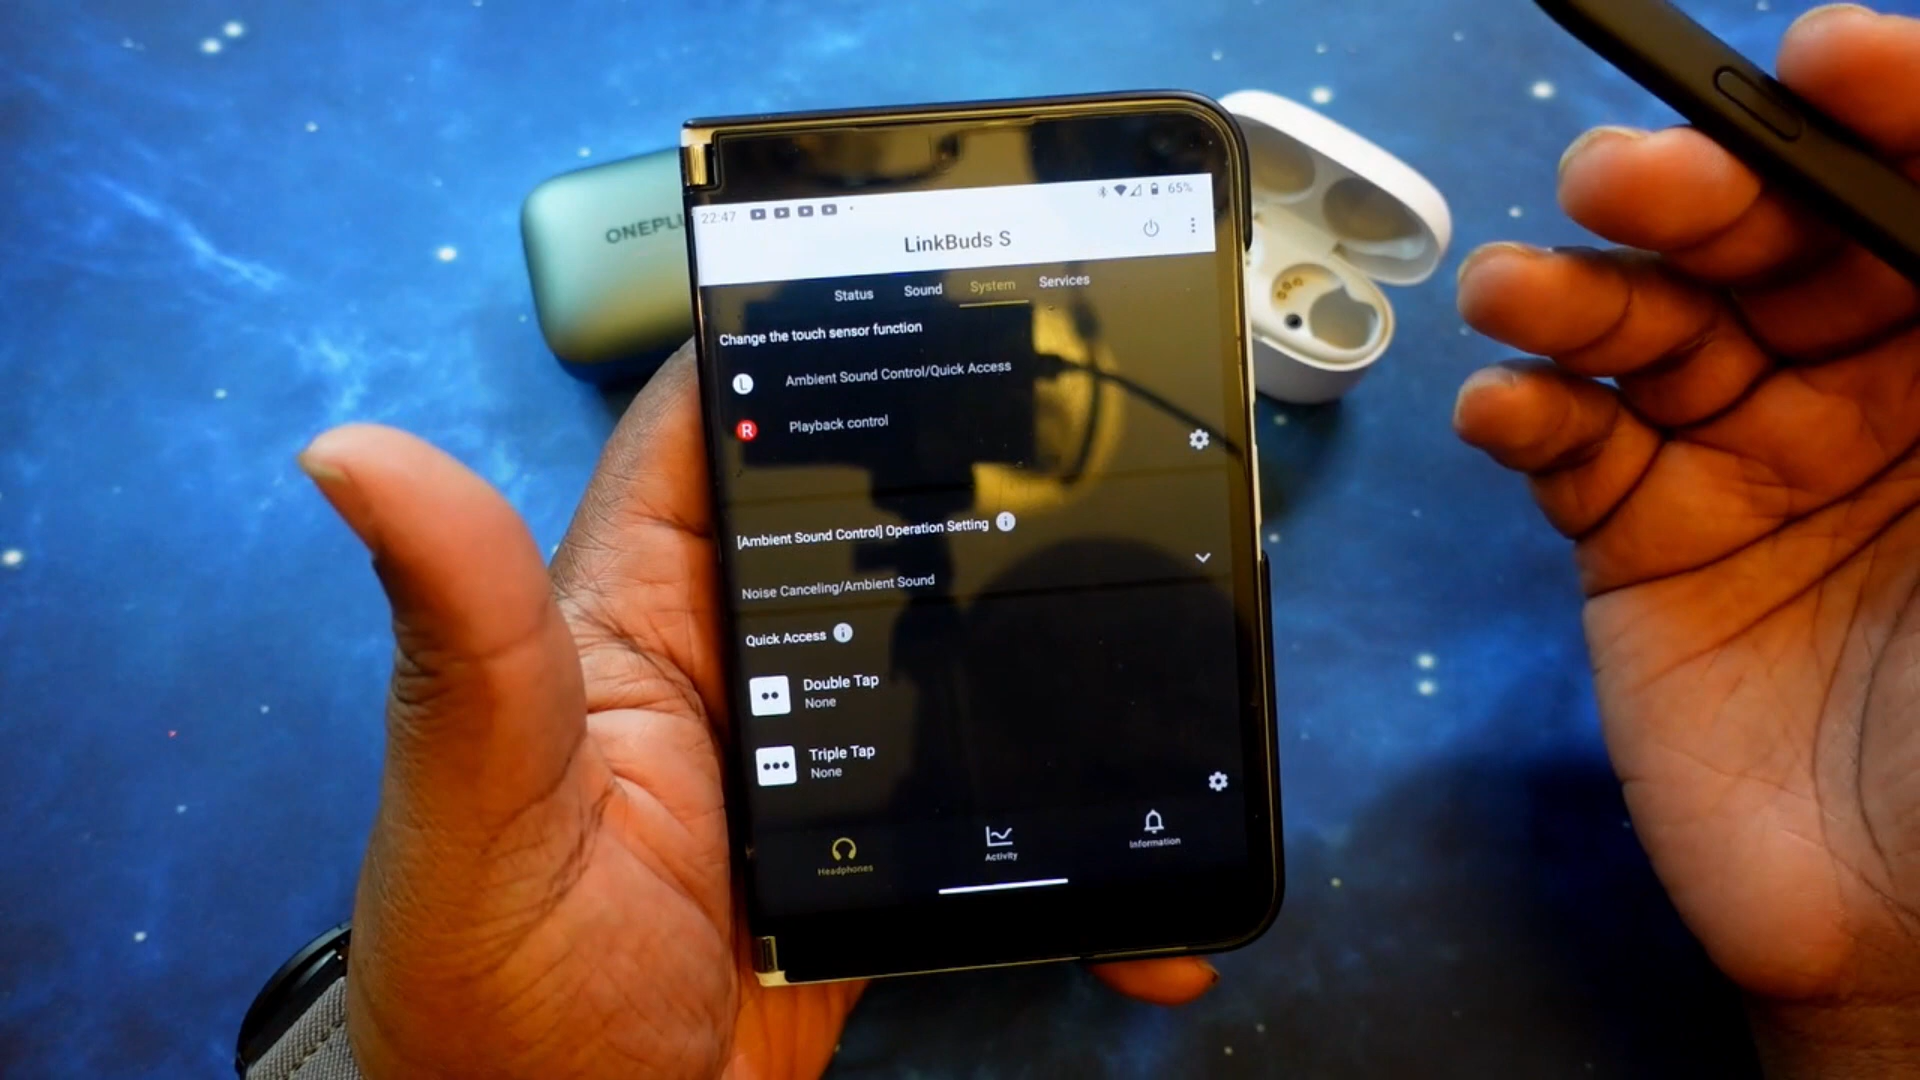 ONEPLU
22:47
65%
LinkBuds S
Status Sound System Services
Change the touch sensor function
L Ambient Sound Control/Quick Access
R Playback control
[Ambient Sound Control] Operation Setting i
Noise Canceling/Ambient Sound
Quick Access i
Double Tap
None
Triple Tap
None
Headphones Activity Information